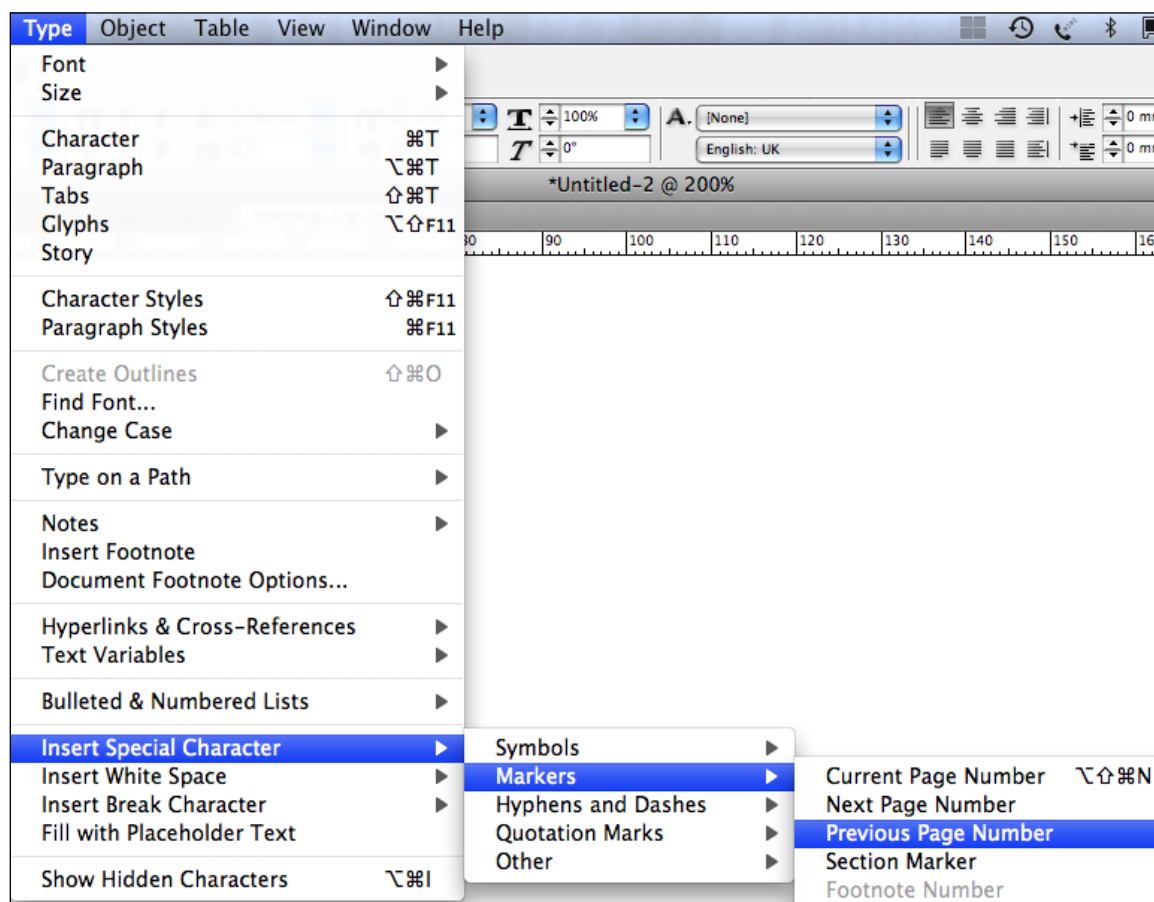 Type Object Table View Window Help
Font
Size
100% A. [None] 0 mm
T 0° English: UK 0 mm
Character ⌘T
Paragraph ⌥⌘T
*Untitled-2 @ 200%
Tabs ⇧⌘T
Glyphs ⌥⇧F11
80 90 100 110 120 130 140 150 16
Story
Character Styles ⇧⌘F11
Paragraph Styles ⌘F11
Create Outlines ⇧⌘O
Find Font...
Change Case
Type on a Path
Notes
Insert Footnote
Document Footnote Options...
Hyperlinks & Cross-References
Text Variables
Bulleted & Numbered Lists
Insert Special Character
Insert White Space
Insert Break Character
Fill with Placeholder Text
Show Hidden Characters ⌥⌘I
Symbols
Markers
Hyphens and Dashes
Quotation Marks
Other
Current Page Number ⌥⇧⌘N
Next Page Number
Previous Page Number
Section Marker
Footnote Number